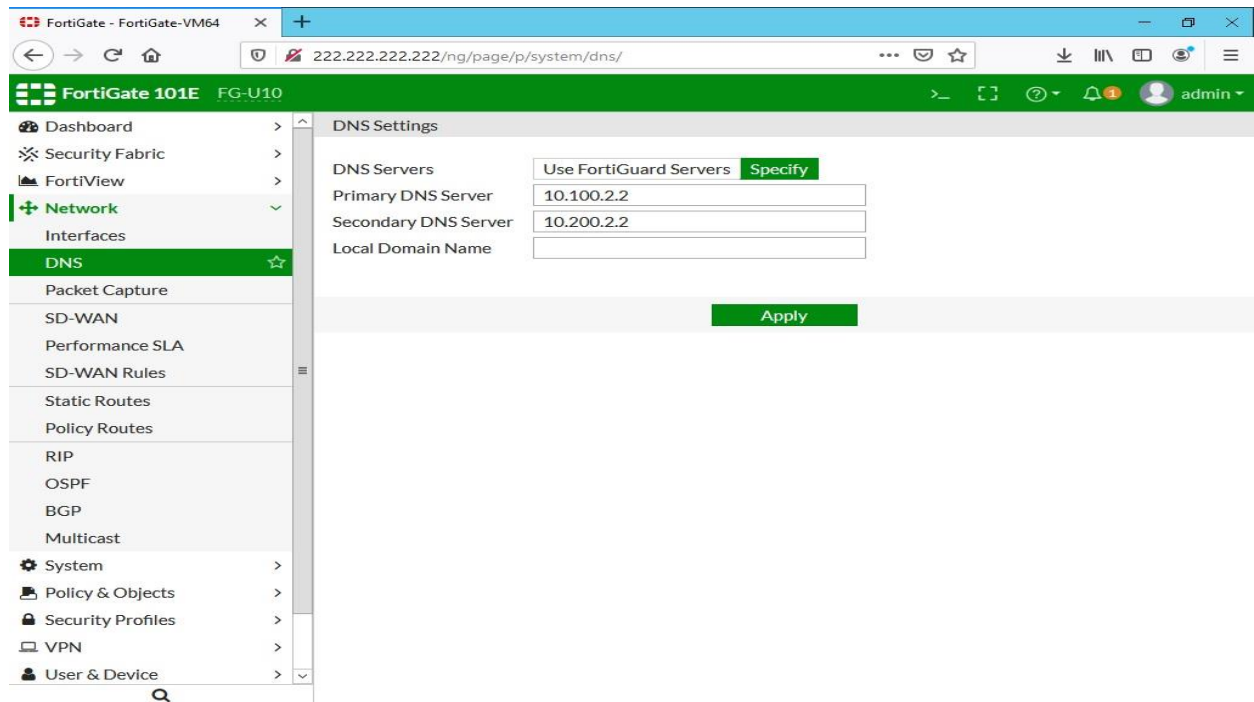 FortiGate - FortiGate-VM64
222.222.222.222/ng/page/p/system/dns/
FortiGate 101E FG-U10
1
admin
Dashboard
Security Fabric
FortiView
Network
Interfaces
DNS
Packet Capture
SD-WAN
Performance SLA
SD-WAN Rules
Static Routes
Policy Routes
RIP
OSPF
BGP
Multicast
System
Policy & Objects
Security Profiles
VPN
User & Device
DNS Settings
DNS Servers Use FortiGuard Servers Specify
Primary DNS Server 10.100.2.2
Secondary DNS Server 10.200.2.2
Local Domain Name
Apply